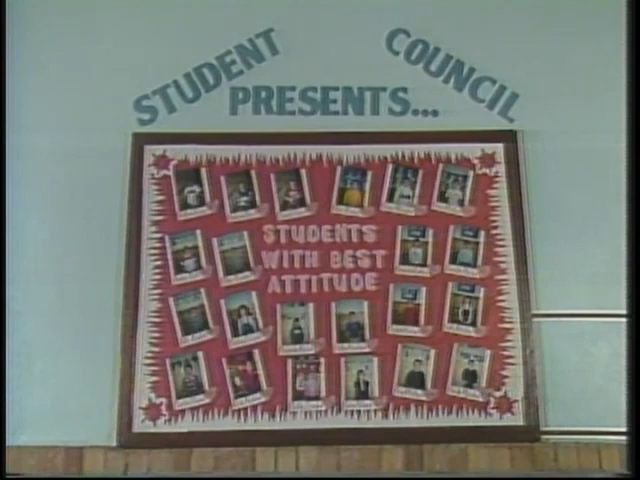 STUDENT COUNCIL
PRESENTS...
STUDENTS
WITH BEST
ATTITUDE